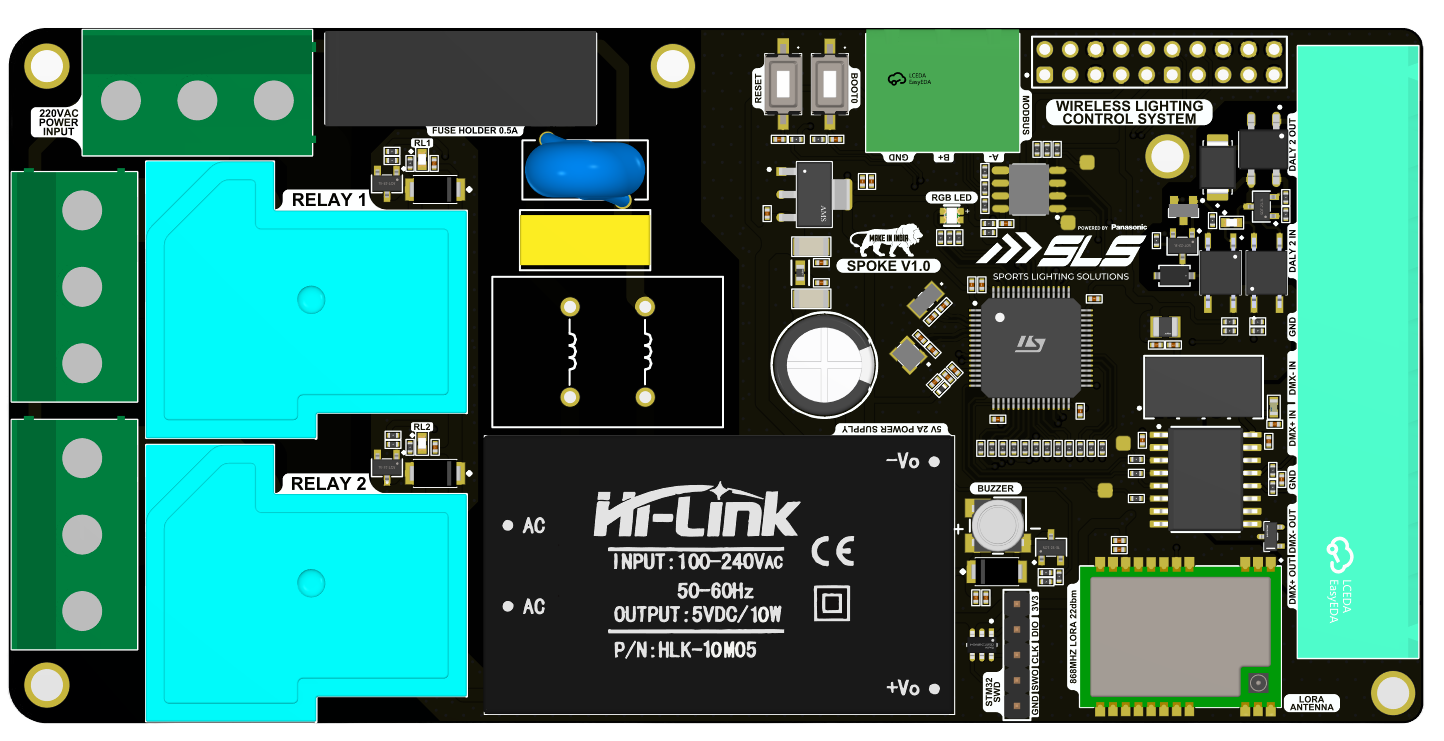 220VAC
POWER
INPUT
FUSE HOLDER 0.5A
RL1
RELAY 1
RL2
RELAY 2
RESET
BOOT0
LCEDA
EasyEDA
MODBUS
GND
B+
A-
WIRELESS LIGHTING
CONTROL SYSTEM
DALY 2 OUT
DALY 2 IN
GND
DMX- IN
DMX+ IN
GND
DMX- OUT
DMX+ OUT
AMS
RGB LED
MAKE IN INDIA
SPOKE V1.0
POWERED BY Panasonic
SLS
SPORTS LIGHTING SOLUTIONS
5V 2A POWER SUPPLY
-Vo
Hi-Link
AC
INPUT:100-240VAC
50-60Hz
AC
OUTPUT:5VDC/10W
P/N:HLK-10M05
+Vo
CE
BUZZER
+
-
3V3
DIO
CLK
SWO
GND
STM32
SWD
868MHZ LORA 22dbm
LORA
ANTENNA
LCEDA
EasyEDA